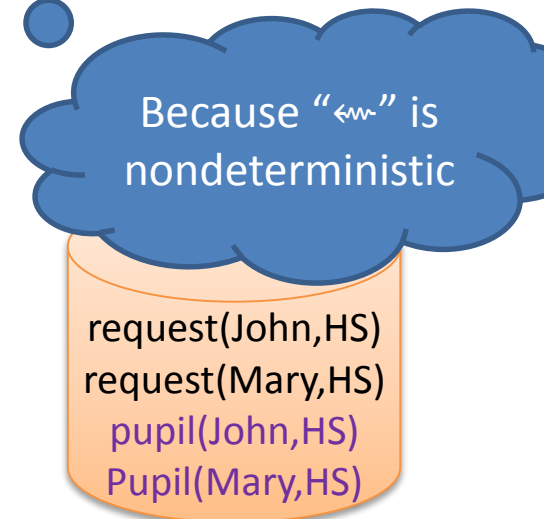 Because “⬳” is
nondeterministic
request(John,HS)
request(Mary,HS)
pupil(John,HS)
Pupil(Mary,HS)